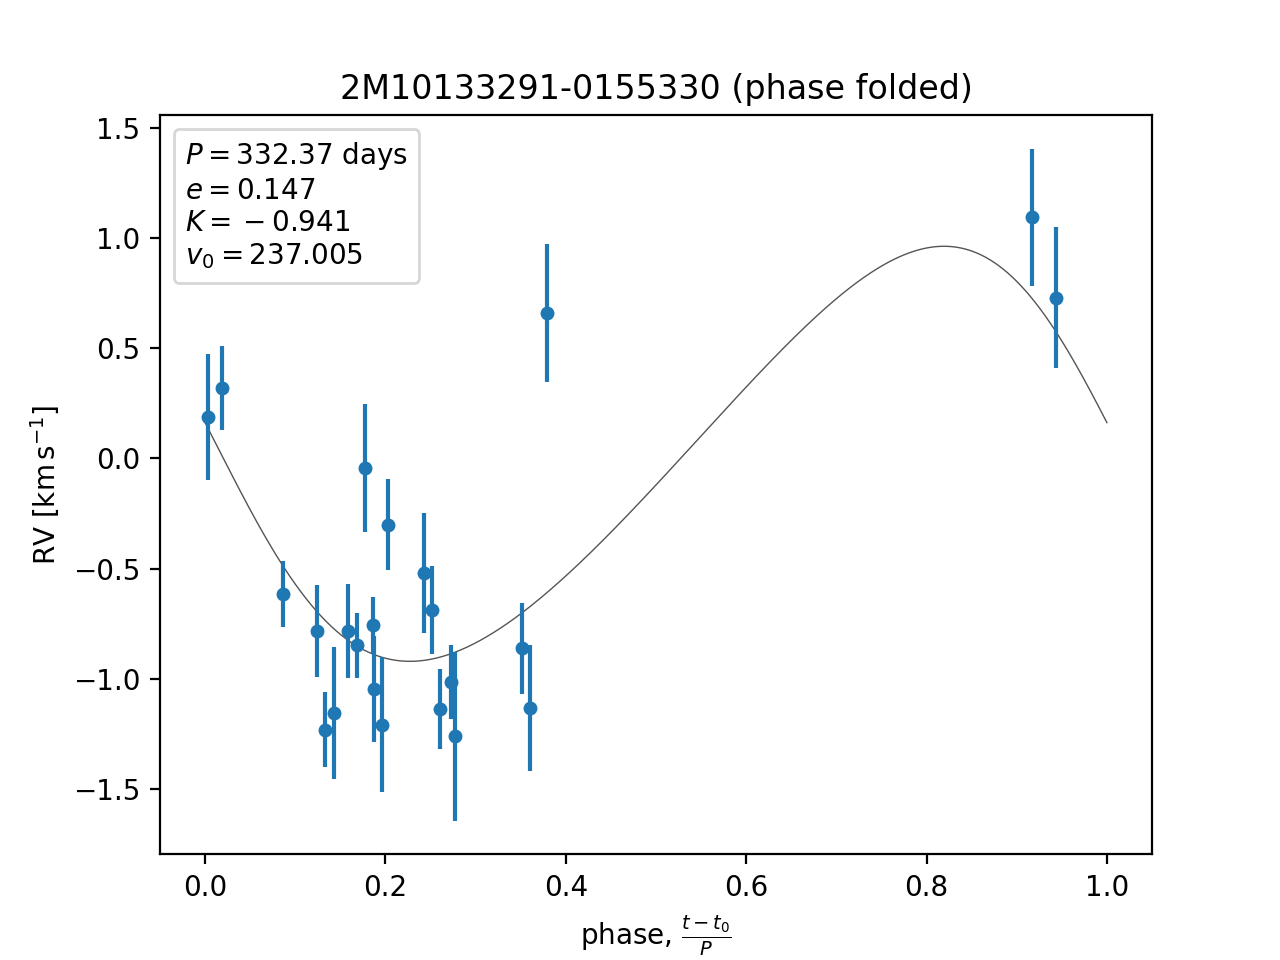 2M10133291-0155330 (phase folded)
P = 332.37 days
e = 0.147
K = −0.941
v₀ = 237.005
1.5
1.0
0.5
0.0
−0.5
−1.0
−1.5
RV [km s⁻¹]
0.0 0.2 0.4 0.6 0.8 1.0
phase, (t − t₀)/P